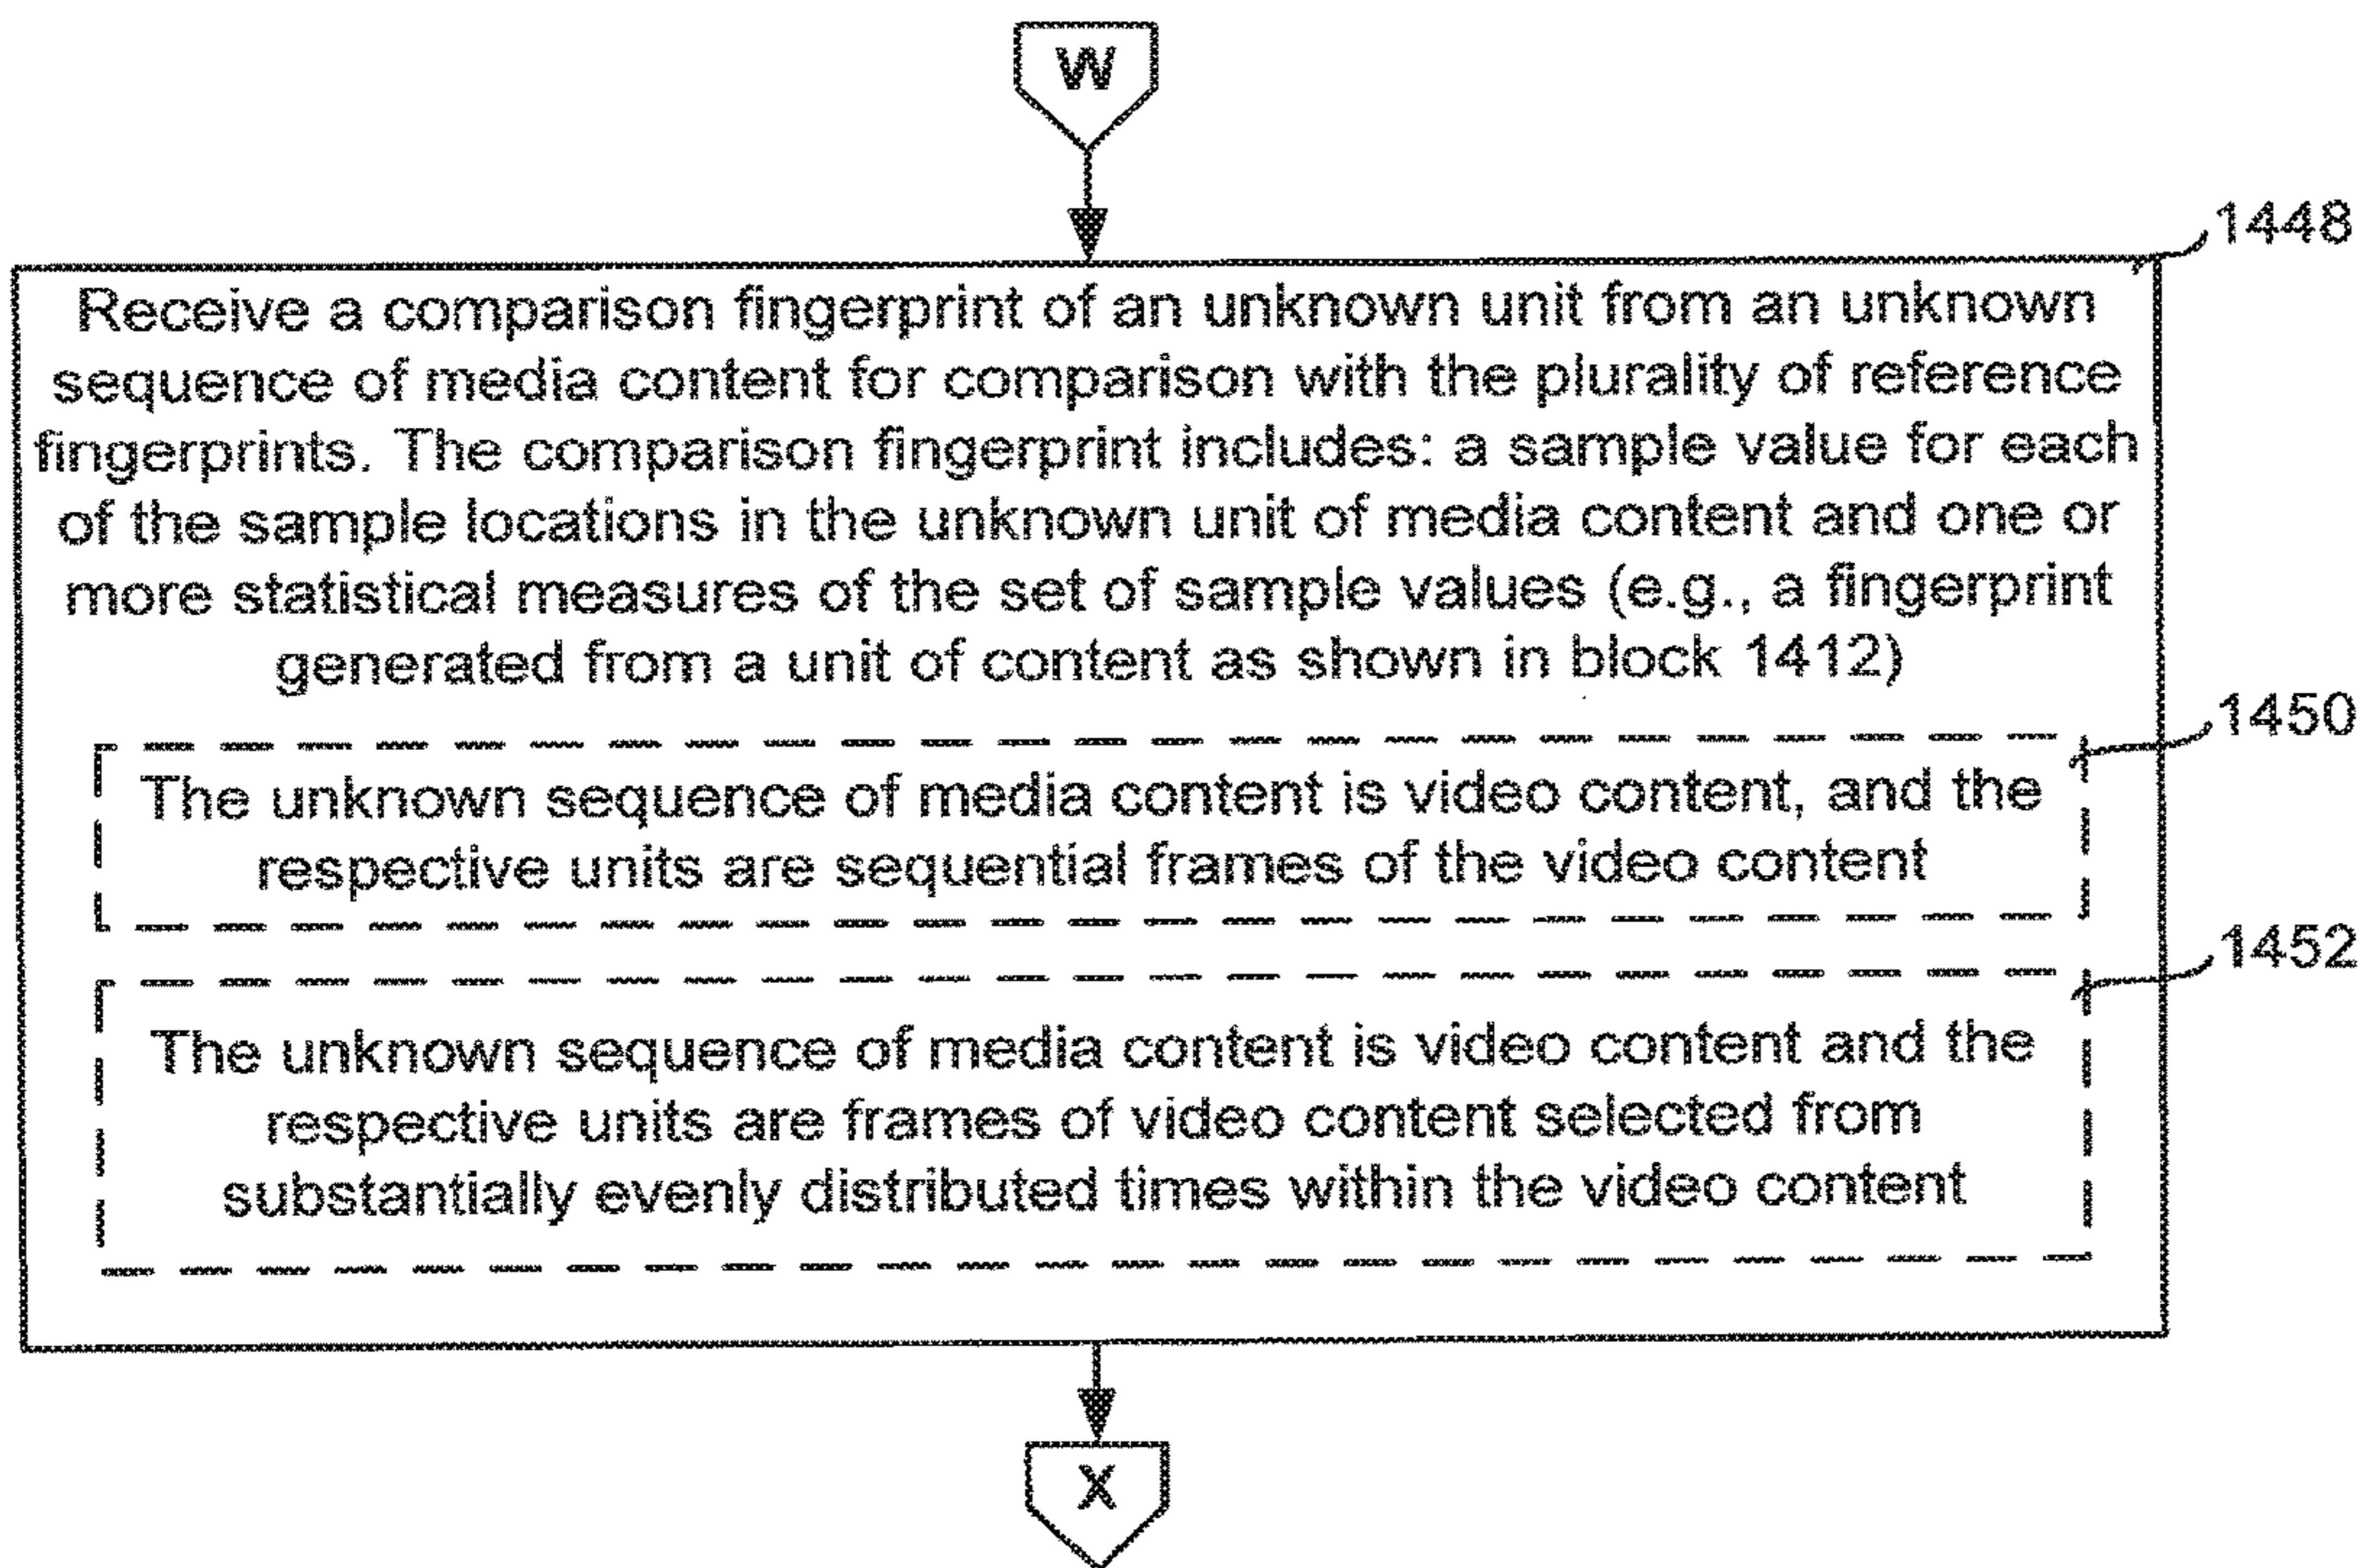 W
1448
Receive a comparison fingerprint of an unknown unit from an unknown
sequence of media content for comparison with the plurality of reference
fingerprints. The comparison fingerprint includes: a sample value for each
of the sample locations in the unknown unit of media content and one or
more statistical measures of the set of sample values (e.g., a fingerprint
generated from a unit of content as shown in block 1412)
1450
The unknown sequence of media content is video content, and the
respective units are sequential frames of the video content
1452
The unknown sequence of media content is video content and the
respective units are frames of video content selected from
substantially evenly distributed times within the video content
X